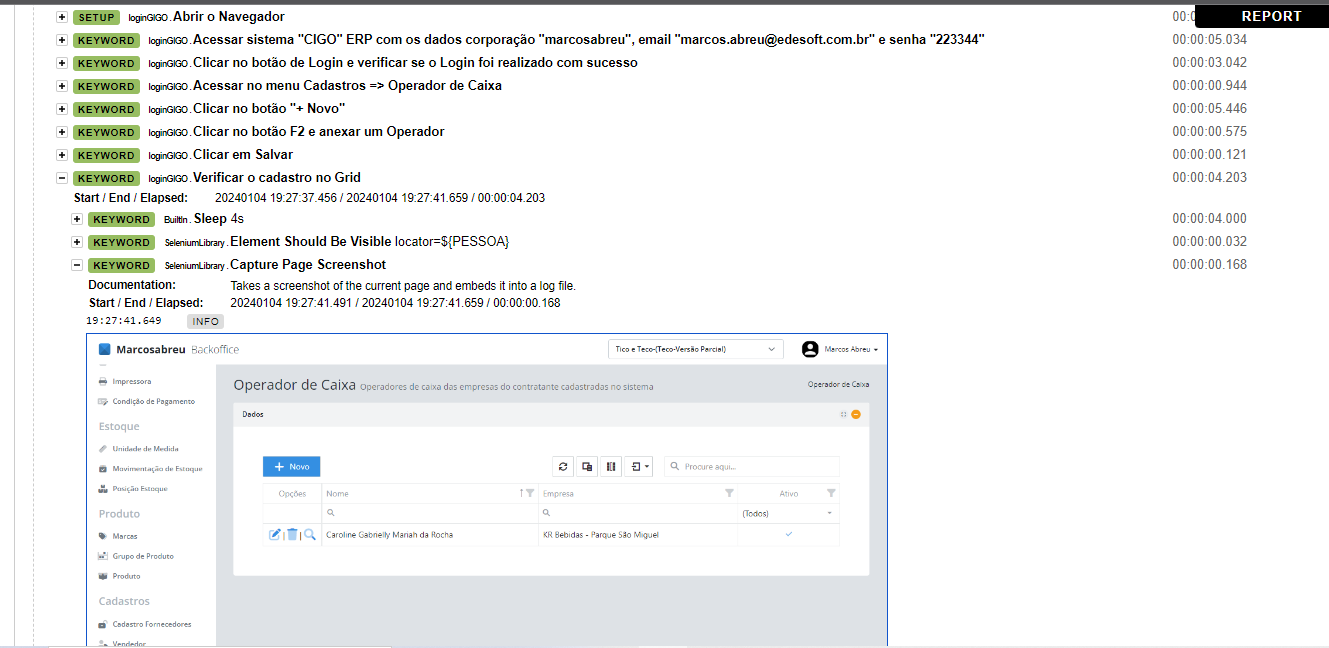 SETUP loginGIGO . Abrir o Navegador 00:0
REPORT
KEYWORD loginGIGO . Acessar sistema "CIGO" ERP com os dados corporação "marcosabreu", email "marcos.abreu@edesoft.com.br" e senha "223344" 00:00:05.034
KEYWORD loginGIGO . Clicar no botão de Login e verificar se o Login foi realizado com sucesso 00:00:03.042
KEYWORD loginGIGO . Acessar no menu Cadastros => Operador de Caixa 00:00:00.944
KEYWORD loginGIGO . Clicar no botão "+ Novo" 00:00:05.446
KEYWORD loginGIGO . Clicar no botão F2 e anexar um Operador 00:00:00.575
KEYWORD loginGIGO . Clicar em Salvar 00:00:00.121
KEYWORD loginGIGO . Verificar o cadastro no Grid 00:00:04.203
Start / End / Elapsed: 20240104 19:27:37.456 / 20240104 19:27:41.659 / 00:00:04.203
KEYWORD BuiltIn . Sleep 4s 00:00:04.000
KEYWORD SeleniumLibrary . Element Should Be Visible locator=${PESSOA} 00:00:00.032
KEYWORD SeleniumLibrary . Capture Page Screenshot 00:00:00.168
Documentation: Takes a screenshot of the current page and embeds it into a log file.
Start / End / Elapsed: 20240104 19:27:41.491 / 20240104 19:27:41.659 / 00:00:00.168
19:27:41.649 INFO
Marcosabreu Backoffice Tico e Teco-(Teco-Versão Parcial) Marcos Abreu
Impressora
Condição de Pagamento
Estoque
Unidade de Medida
Movimentação de Estoque
Posição Estoque
Produto
Marcas
Grupo de Produto
Produto
Cadastros
Cadastro Fornecedores
Vendedor
Operador de Caixa Operadores de caixa das empresas do contratante cadastradas no sistema Operador de Caixa
Dados
+ Novo Procure aqui...
Opções Nome Empresa Ativo
(Todos)
Caroline Gabrielly Mariah da Rocha KR Bebidas - Parque São Miguel